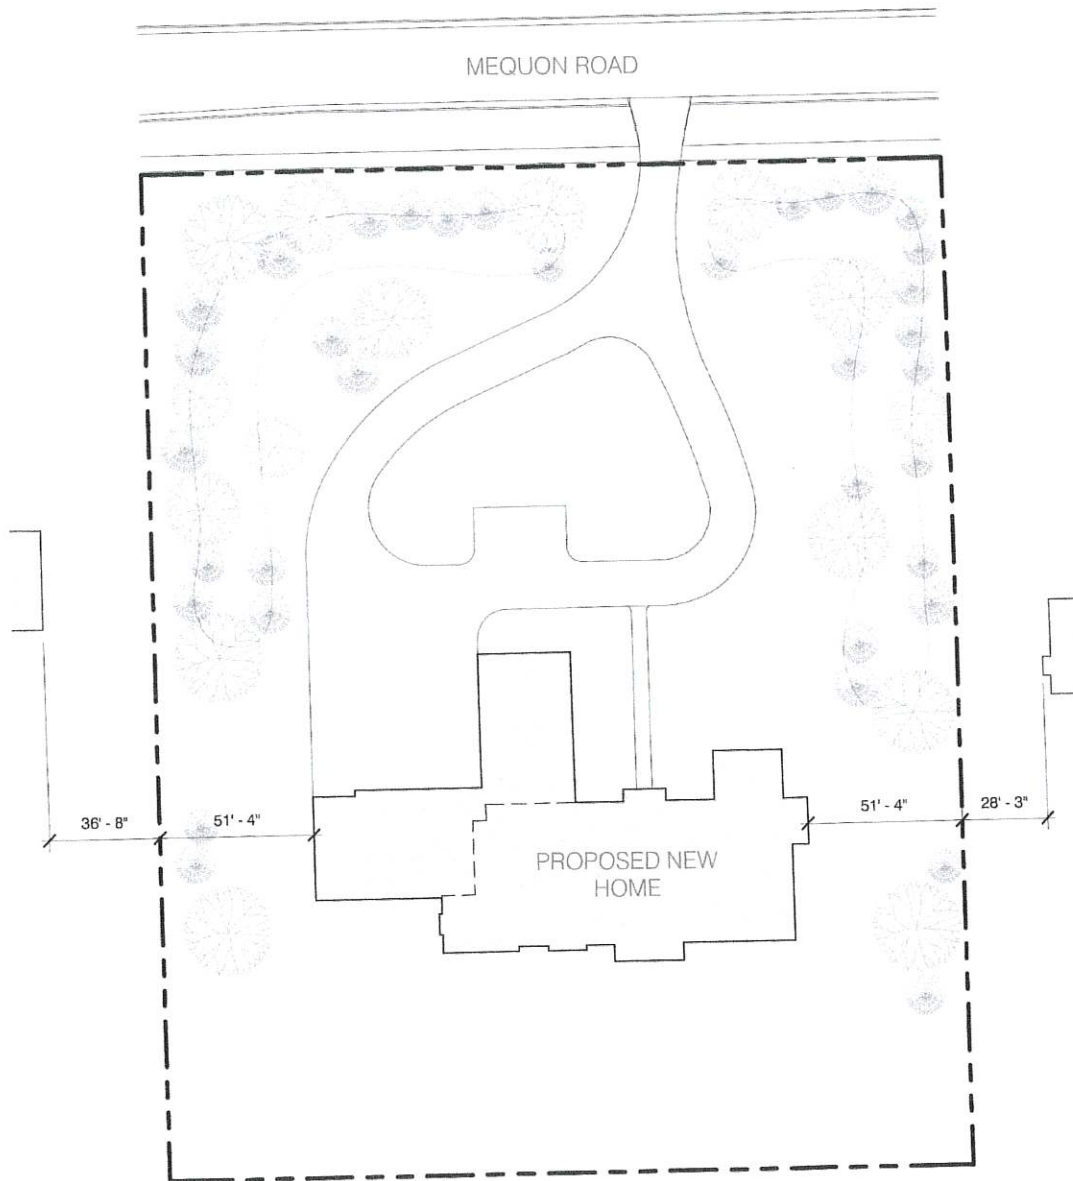 MEQUON ROAD
36' - 8"
51' - 4"
51' - 4"
28' - 3"
PROPOSED NEW
HOME